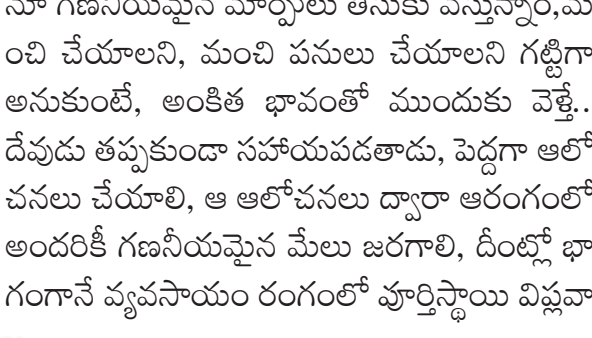 నూ గణనీయమైన మార్పులు తీసుకు వస్తున్నాం,మ
ంచి చేయాలని, మంచి పనులు చేయాలని గట్టిగా
అనుకుంటే, అంకిత భావంతో ముందుకు వెళ్తే..
దేవుడు తప్పకుండా సహాయపడతాడు, పెద్దగా ఆలో
చనలు చేయాలి, ఆ ఆలోచనలు ద్వారా ఆరంగంలో
అందరికీ గణనీయమైన మేలు జరగాలి, దీంట్లో భా
గంగానే వ్యవసాయం రంగంలో పూర్తిస్థాయి విప్లవా